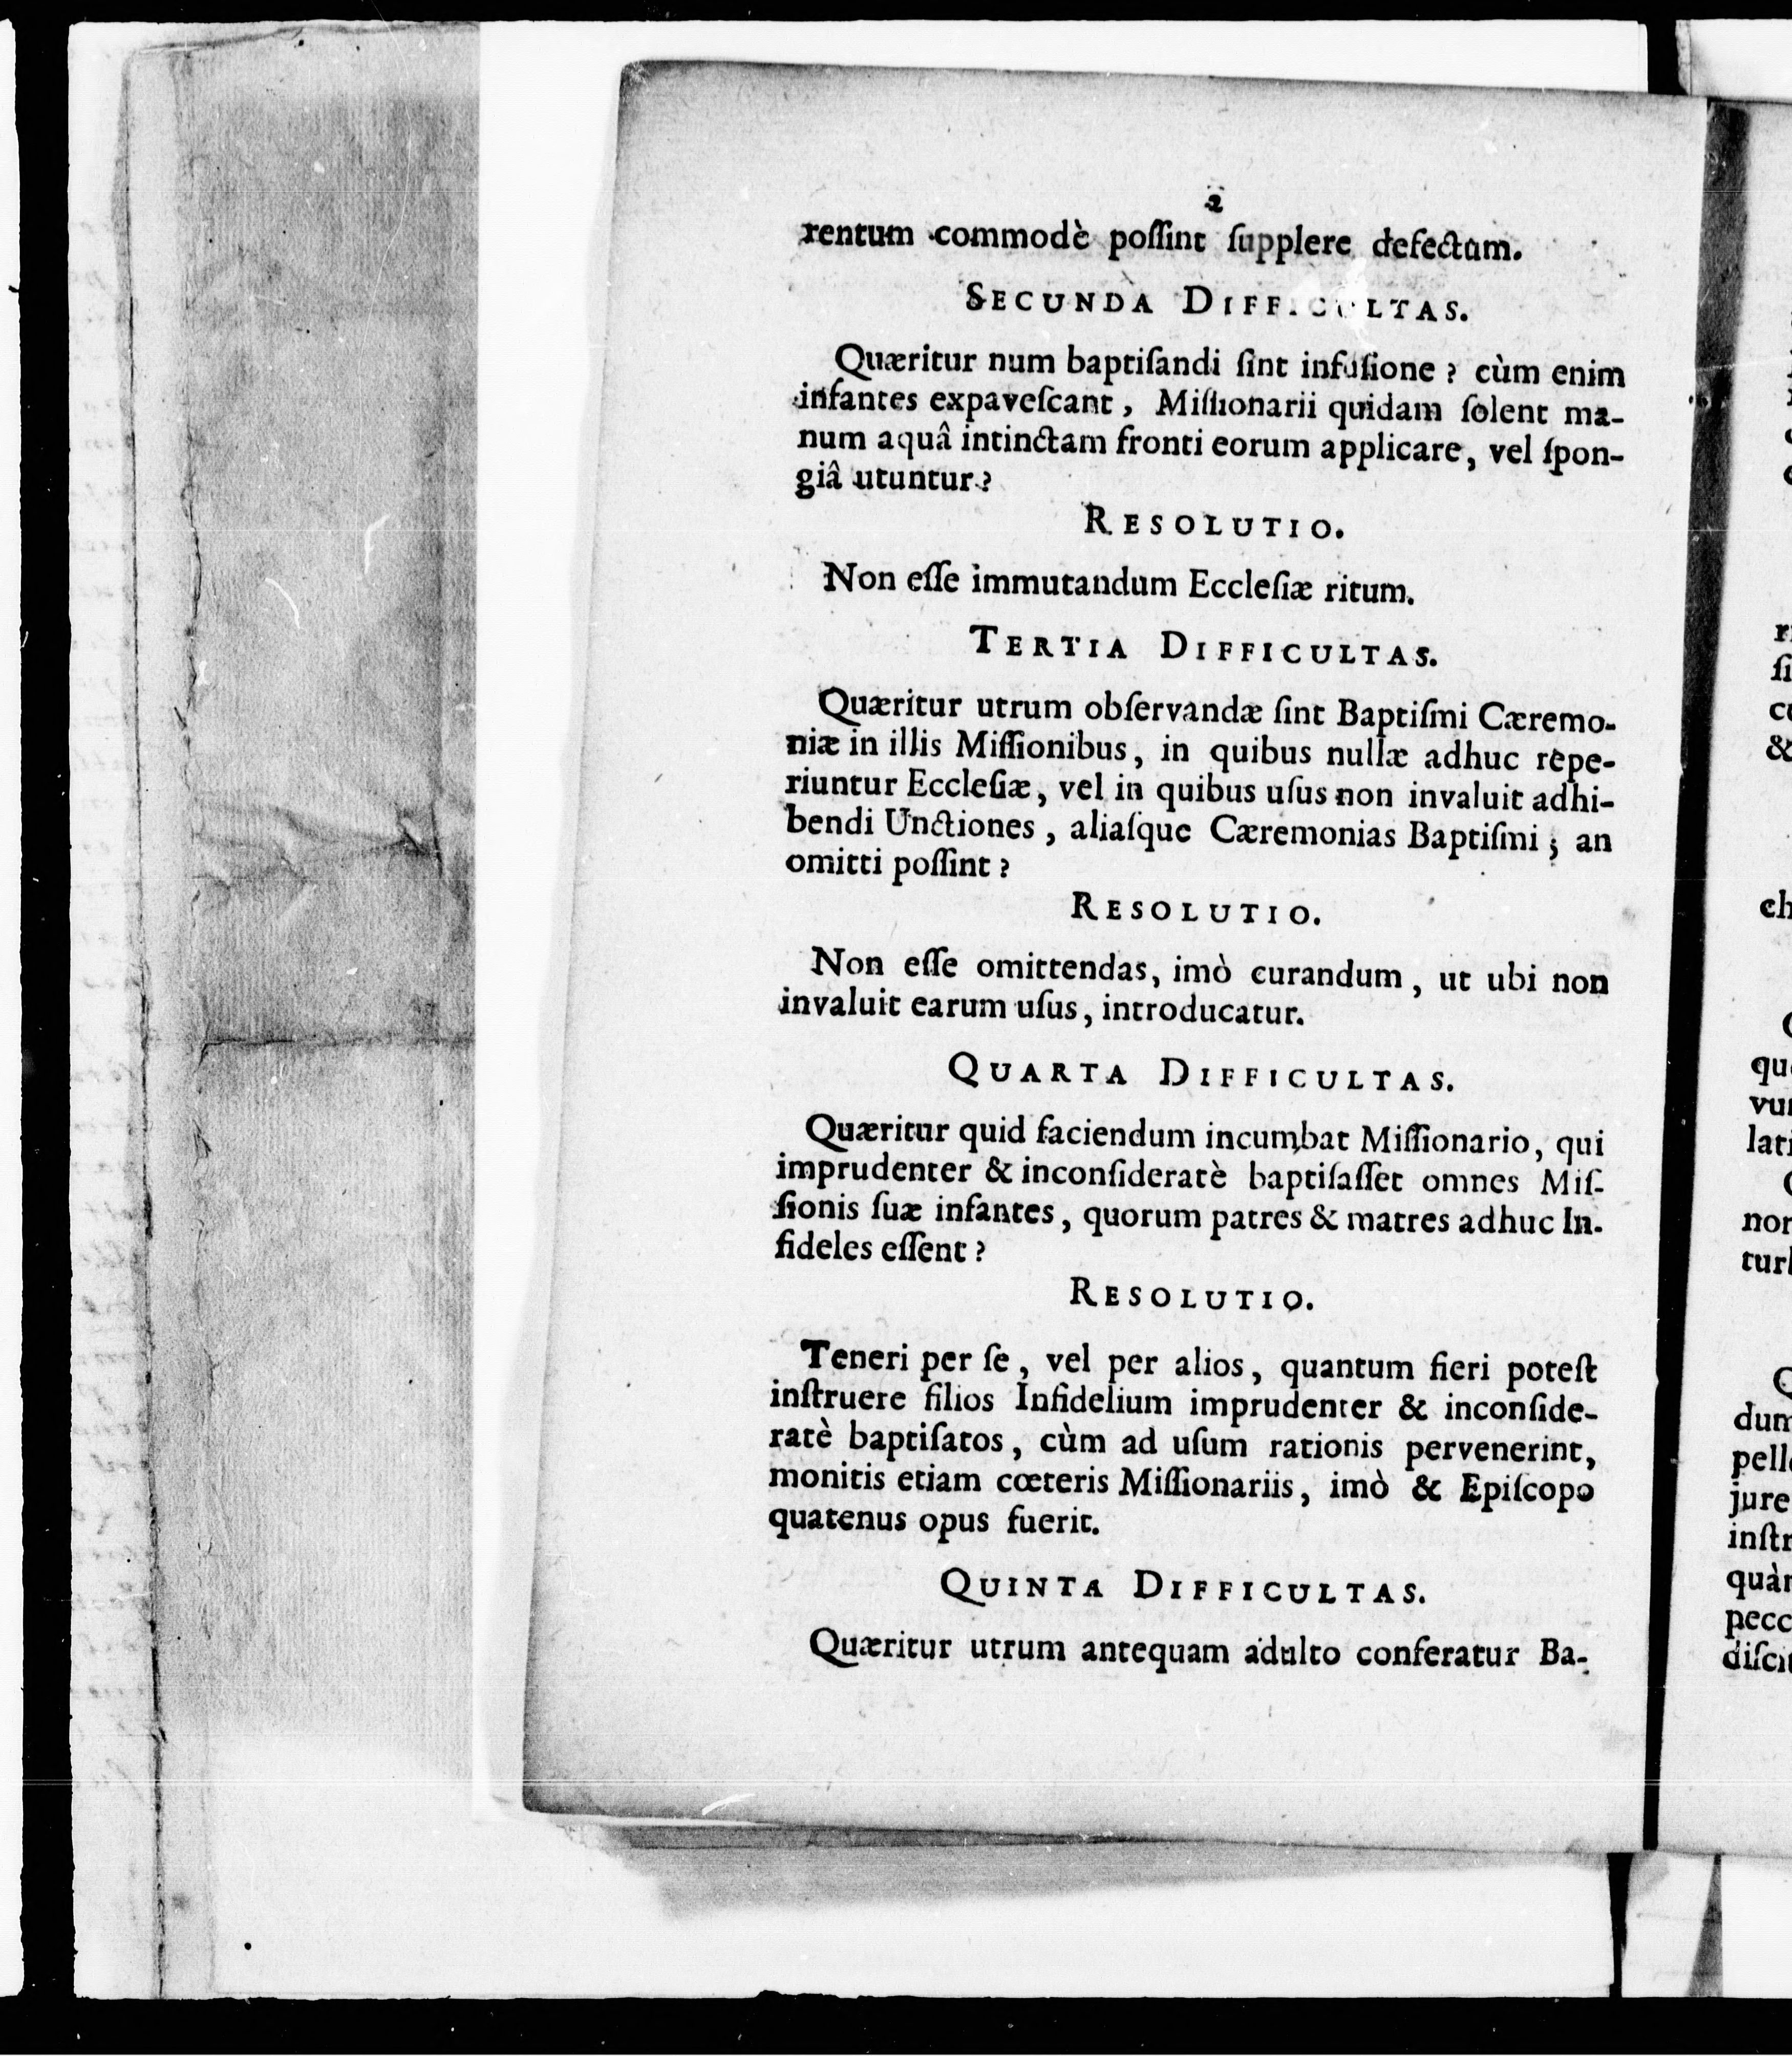 2
rentum commodè poſſint ſupplere defectum.
SECUNDA DIFFICULTAS.
Quæritur num baptiſandi ſint infuſione ? cùm enim
infantes expaveſcant, Miſſionarii quidam ſolent ma-
num aquâ intinctam fronti eorum applicare, vel ſpon-
giâ utuntur ?
RESOLUTIO.
Non eſſe immutandum Eccleſiæ ritum.
TERTIA DIFFICULTAS.
Quæritur utrum obſervandæ ſint Baptiſmi Cæremo-
niæ in illis Miſſionibus, in quibus nullæ adhuc repe-
riuntur Eccleſiæ, vel in quibus uſus non invaluit adhi-
bendi Unctiones, aliaſque Cæremonias Baptiſmi ; an
omitti poſſint ?
RESOLUTIO.
Non eſſe omittendas, imò curandum, ut ubi non
invaluit earum uſus, introducatur.
QUARTA DIFFICULTAS.
Quæritur quid faciendum incumbat Miſſionario, qui
imprudenter & inconſideratè baptiſaſſet omnes Miſ-
ſionis ſuæ infantes, quorum patres & matres adhuc In-
fideles eſſent ?
RESOLUTIO.
Teneri per ſe, vel per alios, quantum fieri poteſt
inſtruere filios Infidelium imprudenter & inconſide-
ratè baptiſatos, cùm ad uſum rationis pervenerint,
monitis etiam cœteris Miſſionariis, imò & Epiſcopo
quatenus opus fuerit.
QUINTA DIFFICULTAS.
Quæritur utrum antequam adulto conferatur Ba-